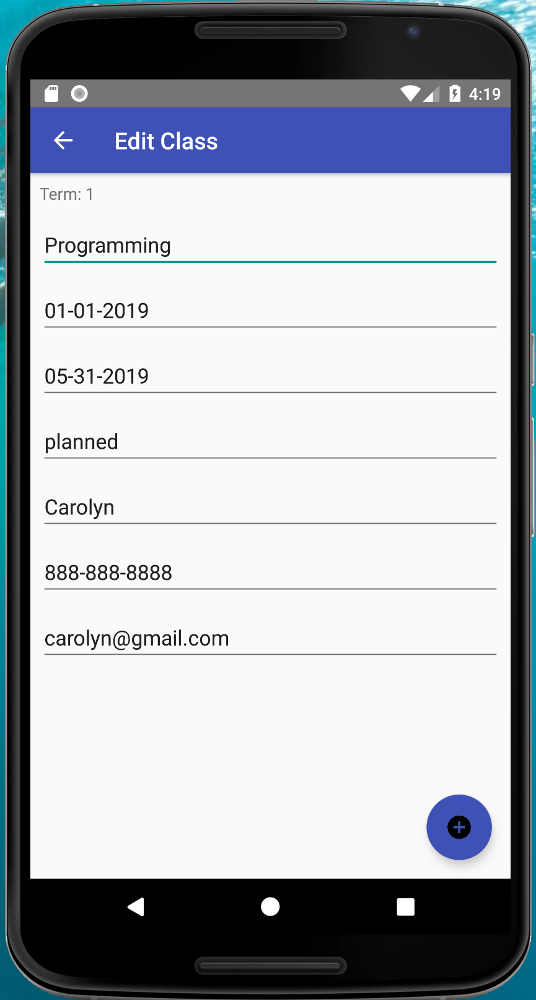 4:19
Edit Class
Term: 1
Programming
01-01-2019
05-31-2019
planned
Carolyn
888-888-8888
carolyn@gmail.com